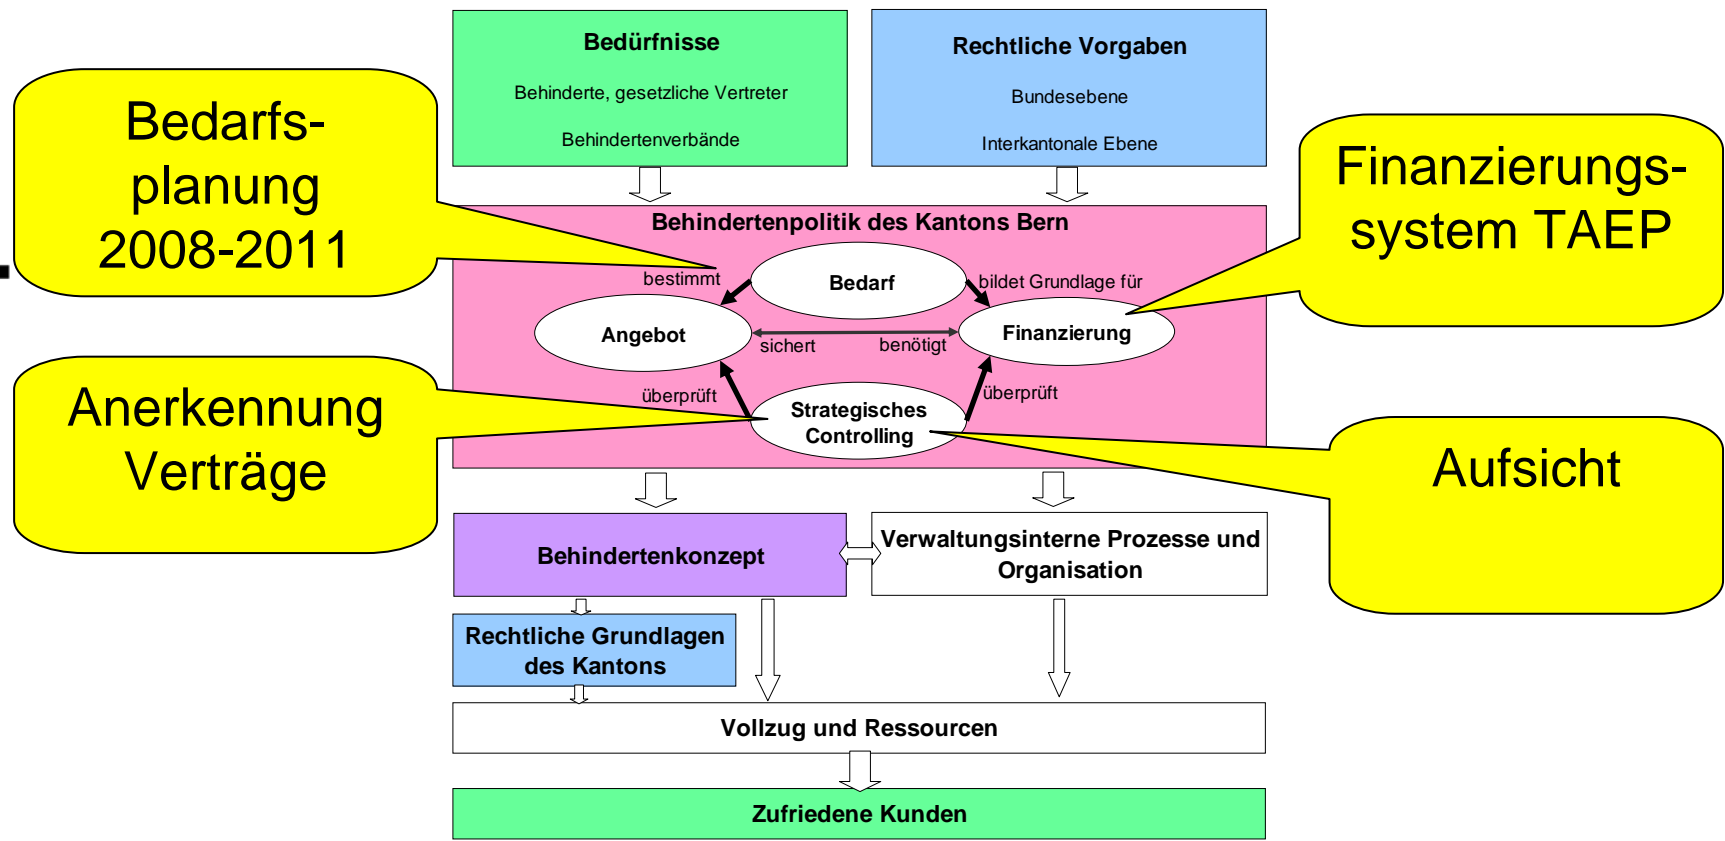 Bedürfnisse
Behinderte, gesetzliche Vertreter
Behindertenverbände
Rechtliche Vorgaben
Bundesebene
Interkantonale Ebene
Bedarfs-
planung
2008-2011
Finanzierungs-
system TAEP
Behindertenpolitik des Kantons Bern
bestimmt
Bedarf
bildet Grundlage für
Angebot
sichert
benötigt
Finanzierung
überprüft
Strategisches
Controlling
überprüft
Anerkennung
Verträge
Aufsicht
Behindertenkonzept
Verwaltungsinterne Prozesse und
Organisation
Rechtliche Grundlagen
des Kantons
Vollzug und Ressourcen
Zufriedene Kunden